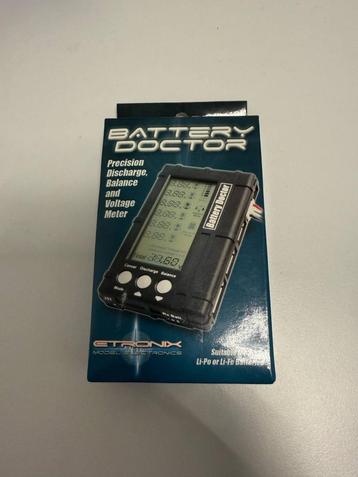 BATTERY
DOCTOR
Precision
Discharge,
Balance
and
Voltage
Meter
Battery Doctor
Cancel Discharge Balance
Mode
ETRONIX
MODEL ELECTRONICS
Suitable
Li-Po or Li-Fe